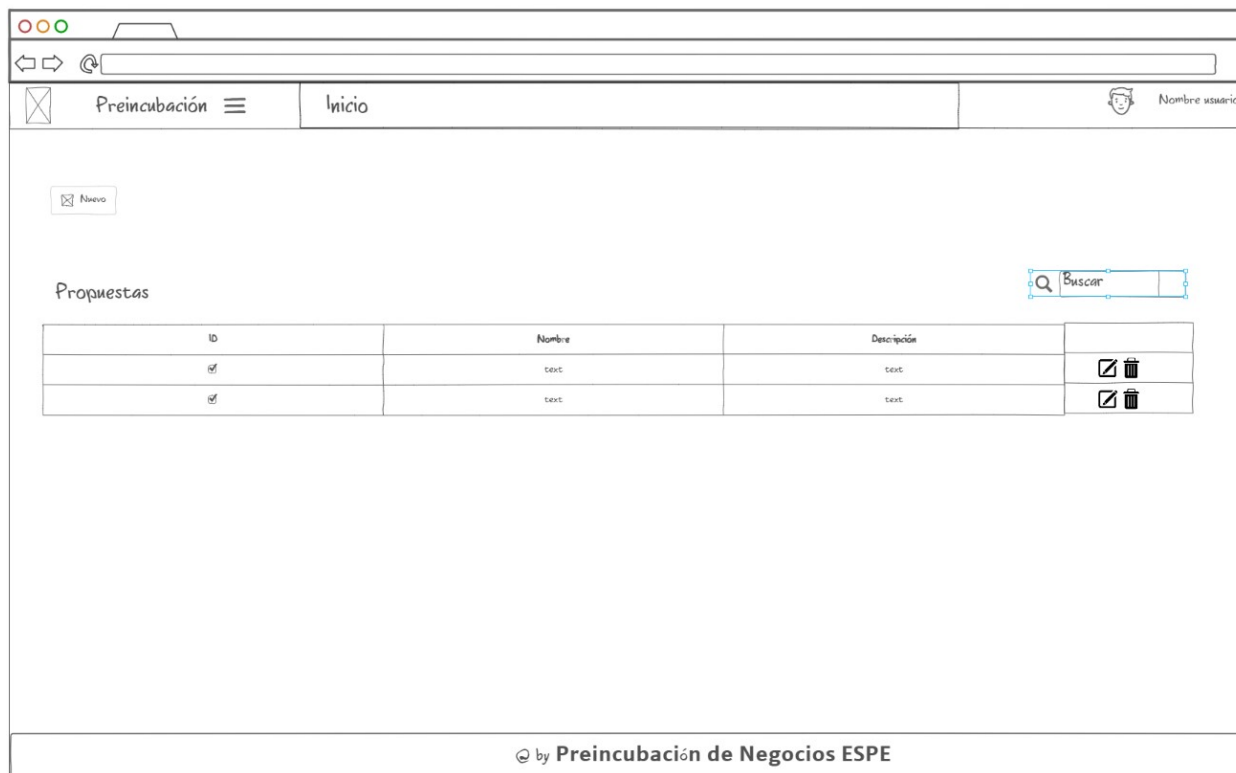 Preincubación
Inicio
Nombre usuario
Nuevo
Buscar
Propuestas
ID Nombre Descripción
text text
text text
@ by Preincubación de Negocios ESPE